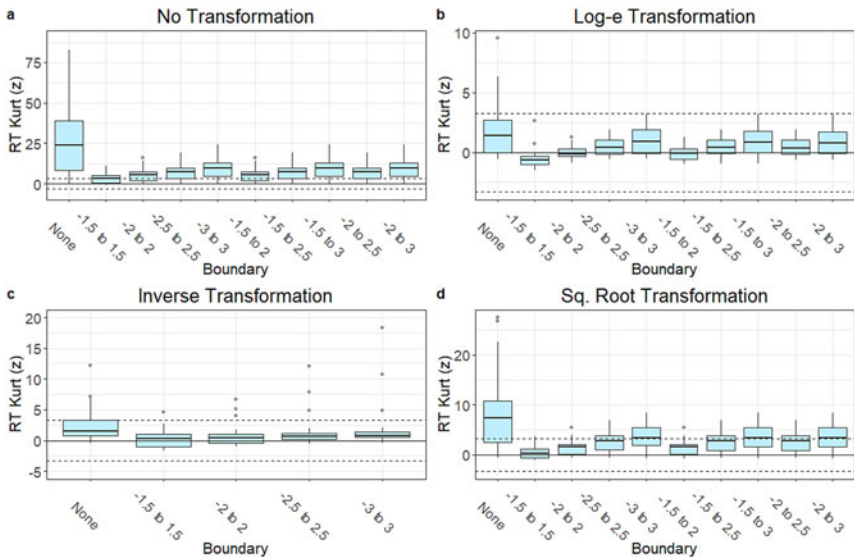 a No Transformation
RT Kurt (z)
75
50
25
0
None
-1.5 to 1.5
-2 to 2
-2.5 to 2.5
-3 to 3
-1.5 to 2
-1.5 to 2.5
-1.5 to 3
-2 to 2.5
-2 to 3
Boundary
b Log-e Transformation
RT Kurt (z)
10
5
0
None
-1.5 to 1.5
-2 to 2
-2.5 to 2.5
-3 to 3
-1.5 to 2
-1.5 to 2.5
-1.5 to 3
-2 to 2.5
-2 to 3
Boundary
c Inverse Transformation
RT Kurt (z)
20
15
10
5
0
-5
None
-1.5 to 1.5
-2 to 2
-2.5 to 2.5
-3 to 3
Boundary
d Sq. Root Transformation
RT Kurt (z)
20
10
0
None
-1.5 to 1.5
-2 to 2
-2.5 to 2.5
-3 to 3
-1.5 to 2
-1.5 to 2.5
-1.5 to 3
-2 to 2.5
-2 to 3
Boundary